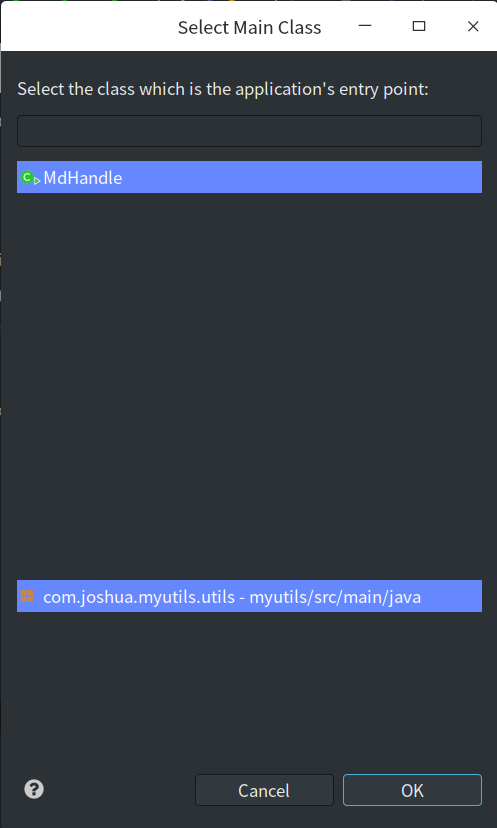 Select Main Class
Select the class which is the application's entry point:
C MdHandle
com.joshua.myutils.utils - myutils/src/main/java
?
Cancel
OK